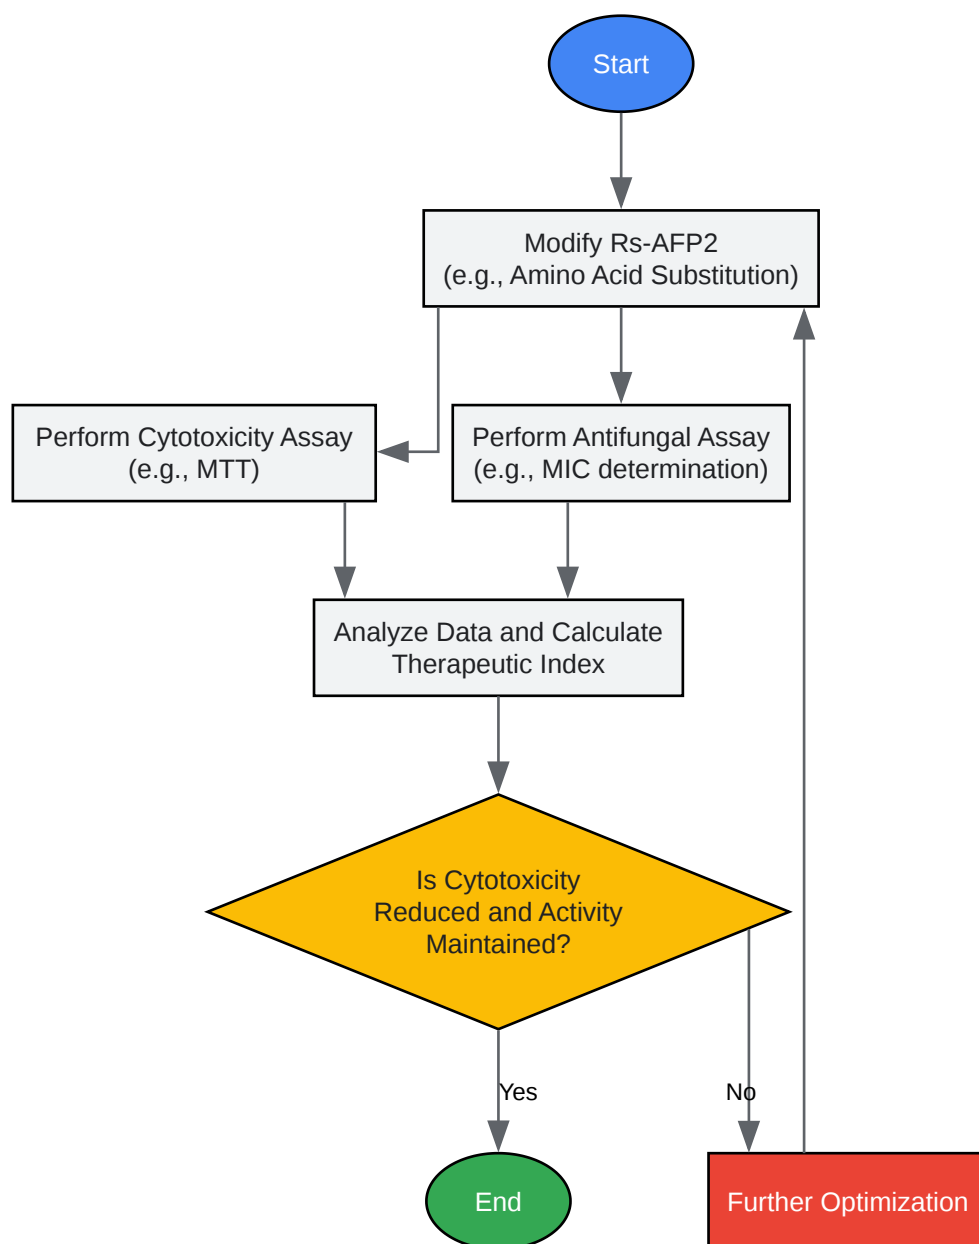 Start
Modify Rs-AFP2
(e.g., Amino Acid Substitution)
Perform Cytotoxicity Assay
(e.g., MTT)
Perform Antifungal Assay
(e.g., MIC determination)
Analyze Data and Calculate
Therapeutic Index
Is Cytotoxicity
Reduced and Activity
Maintained?
Yes
No
End
Further Optimization